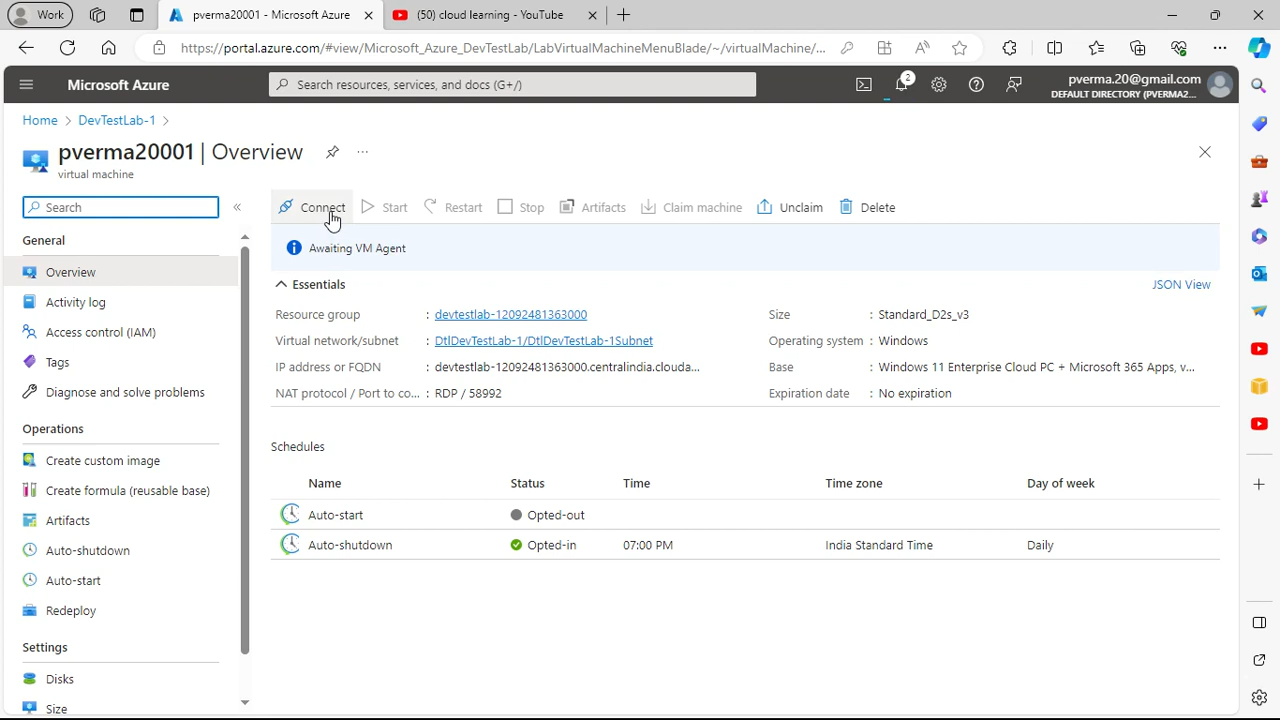 Work
pverma20001 - Microsoft Azure
(50) cloud learning - YouTube
https://portal.azure.com/#view/Microsoft_Azure_DevTestLab/LabVirtualMachineMenuBlade/~/virtualMachine/...
Microsoft Azure
Search resources, services, and docs (G+/)
2
pverma.20@gmail.com
DEFAULT DIRECTORY (PVERMA2...
Home > DevTestLab-1 >
pverma20001 | Overview
virtual machine
Search
Connect Start Restart Stop Artifacts Claim machine Unclaim Delete
Awaiting VM Agent
General
Overview
Activity log
Access control (IAM)
Tags
Diagnose and solve problems
Operations
Create custom image
Create formula (reusable base)
Artifacts
Auto-shutdown
Auto-start
Redeploy
Settings
Disks
Size
Essentials
JSON View
Resource group : devtestlab-12092481363000
Virtual network/subnet : DtlDevTestLab-1/DtlDevTestLab-1Subnet
IP address or FQDN : devtestlab-12092481363000.centralindia.clouda...
NAT protocol / Port to co... : RDP / 58992
Size : Standard_D2s_v3
Operating system : Windows
Base : Windows 11 Enterprise Cloud PC + Microsoft 365 Apps, v...
Expiration date : No expiration
Schedules
Name Status Time Time zone Day of week
Auto-start Opted-out
Auto-shutdown Opted-in 07:00 PM India Standard Time Daily